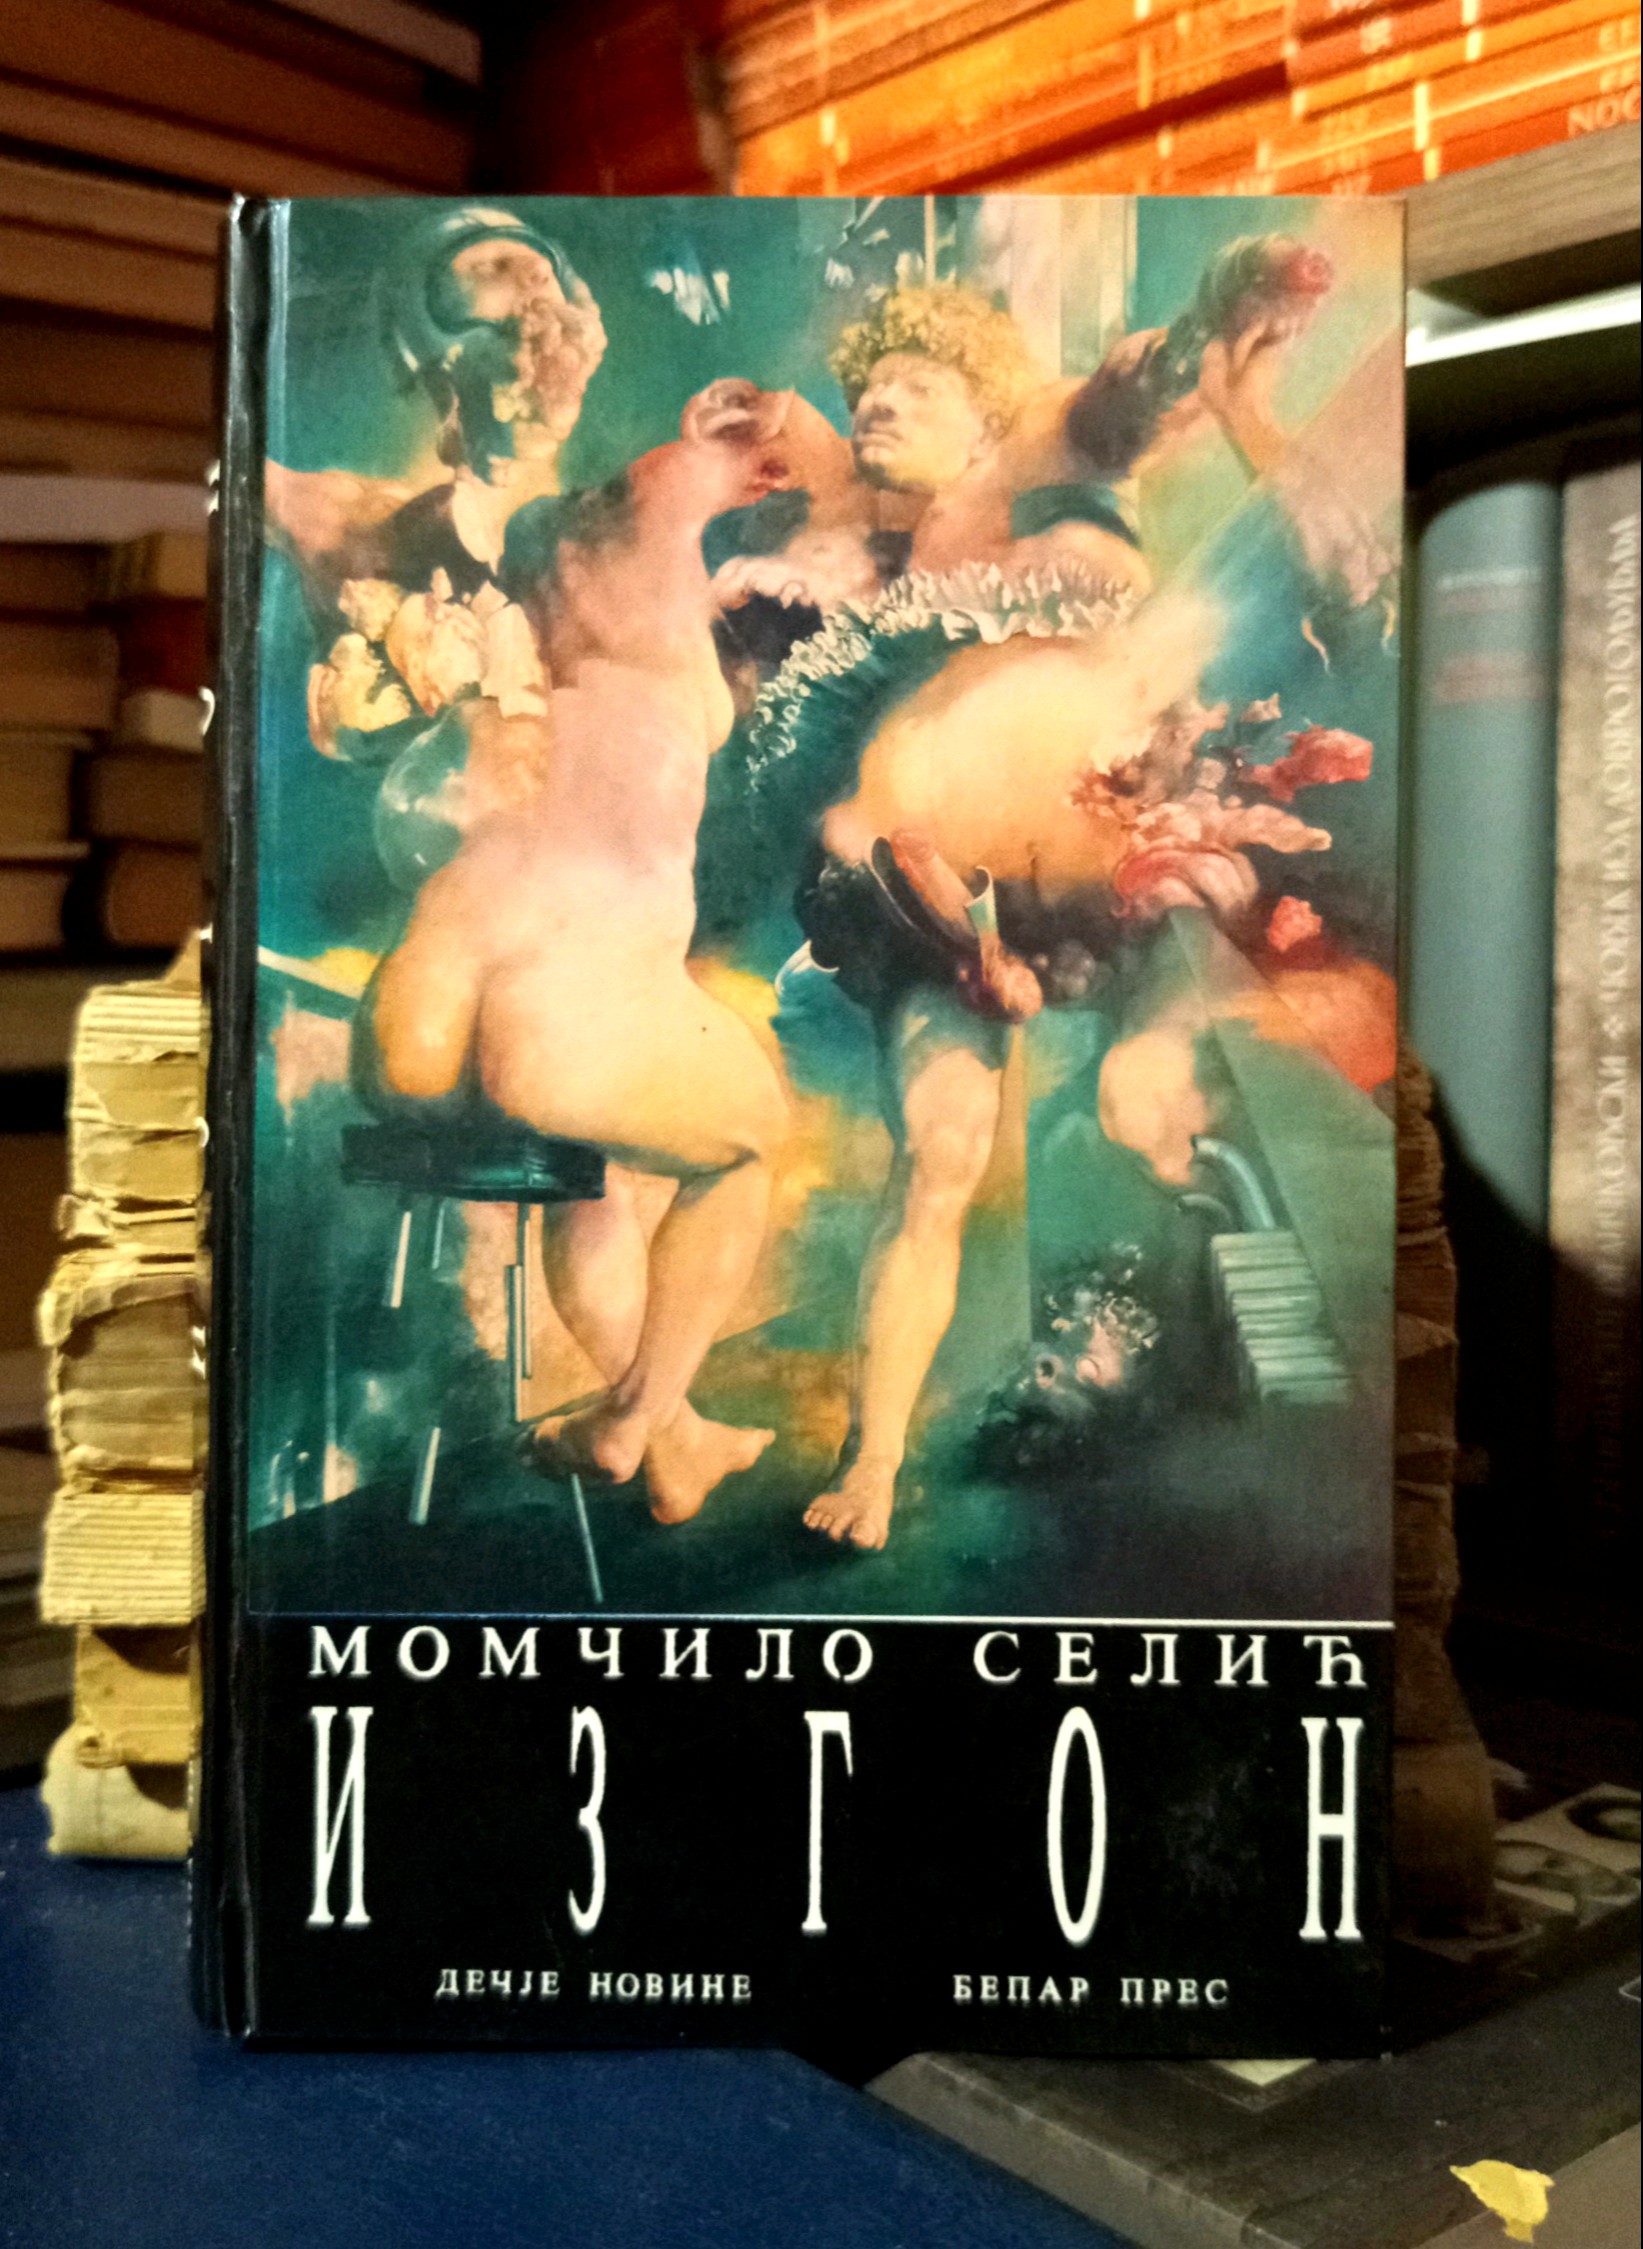 МОМЧИЛО СЕЛИЋ
ИЗГОН
ДЕЧЈЕ НОВИНЕ БЕПАР ПРЕС